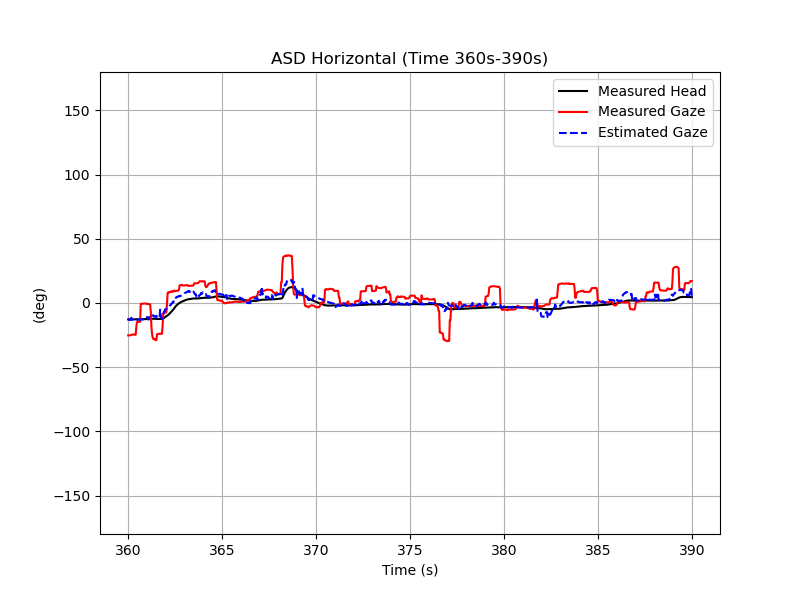 ASD Horizontal (Time 360s-390s)
Measured Head
Measured Gaze
Estimated Gaze
150
100
50
0
−50
−100
−150
(deg)
360 365 370 375 380 385 390
Time (s)